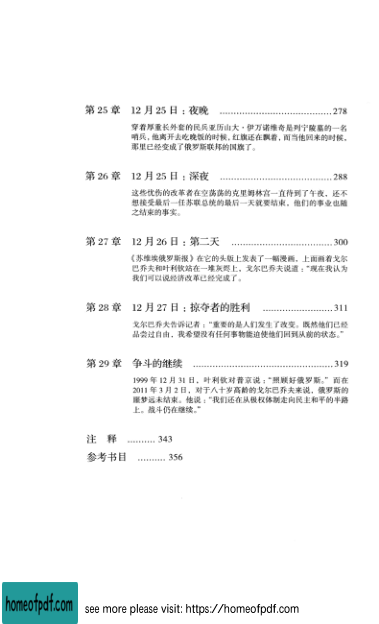 第 25 章 12 月 25 日：夜晚 ........................................278
穿着厚重长外套的民兵亚历山大·伊万诺维奇是列宁陵墓的一名
哨兵，他离开去吃晚饭的时候，红旗还在飘着，而当他回来的时候，
那里已经变成了俄罗斯联邦的国旗了。
第 26 章 12 月 25 日：深夜 ........................................288
这些忧伤的改革者在空荡荡的克里姆林宫一直待到了午夜，还不
想接受最后一任苏联总统的最后一天就要结束，他们的事业也随
之结束的事实。
第 27 章 12 月 26 日：第二天 ....................................300
《苏维埃俄罗斯报》在它的头版上发表了一幅漫画，上面画着戈尔
巴乔夫和叶利钦站在一堆灰烬上，戈尔巴乔夫说道：“现在我认为
我们可以说经济改革已经完成了。
第 28 章 12 月 27 日：掠夺者的胜利 .........................311
戈尔巴乔夫告诉记者：“重要的是人们发生了改变。既然他们已经
品尝过自由，我希望没有任何事物能迫使他们回到从前的状态。”
第 29 章 争斗的继续 ..................................................319
1999 年 12 月 31 日，叶利钦对普京说：“照顾好俄罗斯。” 而在
2011 年 3 月 2 日，对于八十岁高龄的戈尔巴乔夫来说，俄罗斯的
噩梦远未结束。他说：“我们还在从极权体制走向民主和平的半路
上。战斗仍在继续。”
注 释 .......... 343
参考书目 .......... 356
homeofpdf.com
see more please visit: https://homeofpdf.com